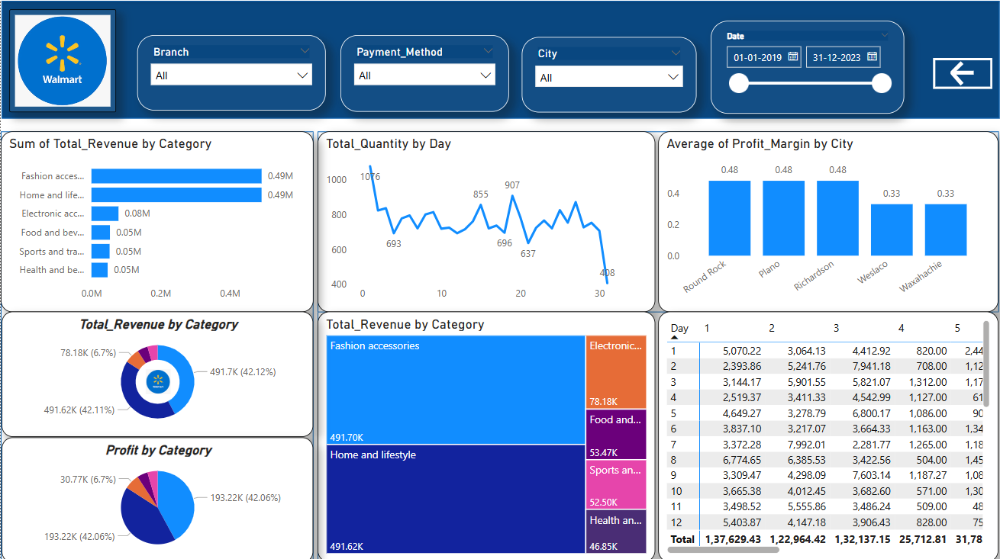 Walmart
Branch
All
Payment_Method
All
City
All
Date
01-01-2019
31-12-2023
Sum of Total_Revenue by Category
Fashion acces... 0.49M
Home and life... 0.49M
Electronic acc... 0.08M
Food and bev... 0.05M
Sports and tra... 0.05M
Health and be... 0.05M
0.0M 0.2M 0.4M
Total_Quantity by Day
1000
800
600
400
1076
693
855
907
696
637
408
0 10 20 30
Average of Profit_Margin by City
0.4
0.2
0.0
0.48 0.48 0.48 0.33 0.33
Round Rock
Plano
Richardson
Weslaco
Waxahachie
Total_Revenue by Category
78.18K (6.7%)
491.7K (42.12%)
491.62K (42.11%)
Walmart
Profit by Category
30.77K (6.7%)
193.22K (42.06%)
193.22K (42.06%)
Total_Revenue by Category
Fashion accessories
491.70K
Home and lifestyle
491.62K
Electronic...
78.18K
Food and...
53.47K
Sports an...
52.50K
Health an...
46.85K
Day 1 2 3 4 5
1 5,070.22 3,064.13 4,412.92 820.00 2,44
2 2,393.86 5,241.76 7,941.18 708.00 1,12
3 3,144.17 5,901.55 5,821.07 1,312.00 1,17
4 2,519.37 3,411.33 4,542.99 1,127.00 61
5 4,649.27 3,278.79 6,800.17 1,086.00 90
6 3,837.10 3,217.07 3,664.33 1,163.00 1,34
7 3,372.28 7,992.01 2,281.77 1,265.00 1,18
8 6,774.65 6,385.53 3,422.56 504.00 1,45
9 3,309.47 4,298.09 7,603.14 1,187.27 1,08
10 3,665.38 4,012.45 3,682.60 571.00 1,30
11 3,498.52 5,555.86 3,486.24 509.00 48
12 5,403.87 4,147.18 3,906.43 828.00 75
Total 1,37,629.43 1,22,964.42 1,32,137.15 25,712.81 31,78